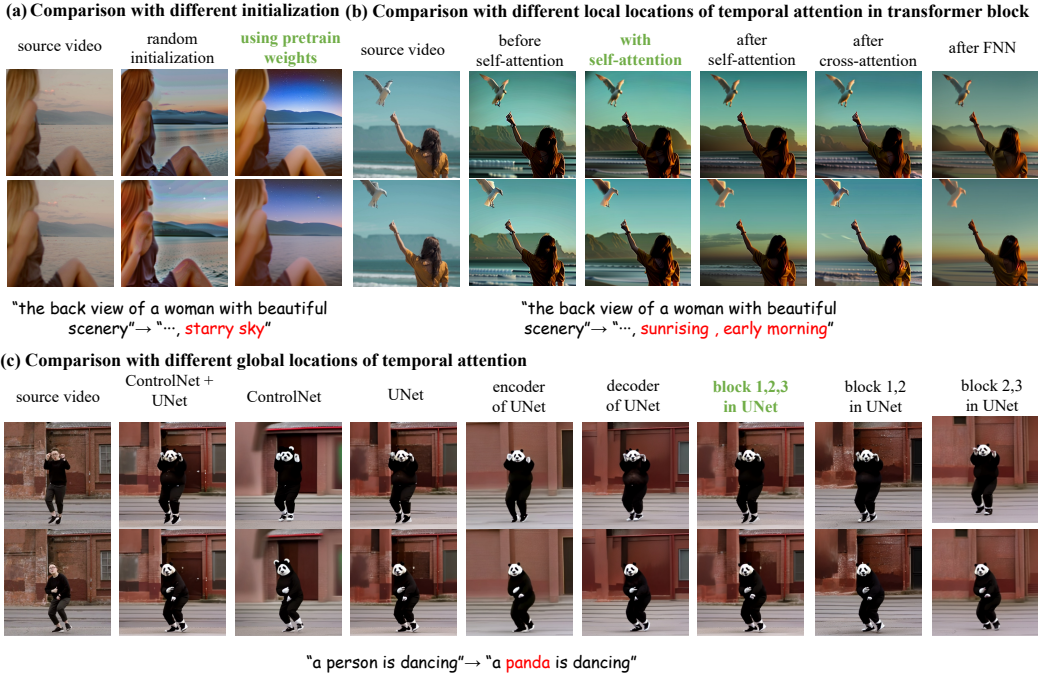 (a) Comparison with different initialization
(b) Comparison with different local locations of temporal attention in transformer block
source video
random
initialization
using pretrain
weights
source video
before
self-attention
with
self-attention
after
self-attention
after
cross-attention
after FNN
"the back view of a woman with beautiful
scenery"→ "···, starry sky"
"the back view of a woman with beautiful
scenery"→ "···, sunrising , early morning"
(c) Comparison with different global locations of temporal attention
source video
ControlNet +
UNet
ControlNet
UNet
encoder
of UNet
decoder
of UNet
block 1,2,3
in UNet
block 1,2
in UNet
block 2,3
in UNet
"a person is dancing"→ "a panda is dancing"